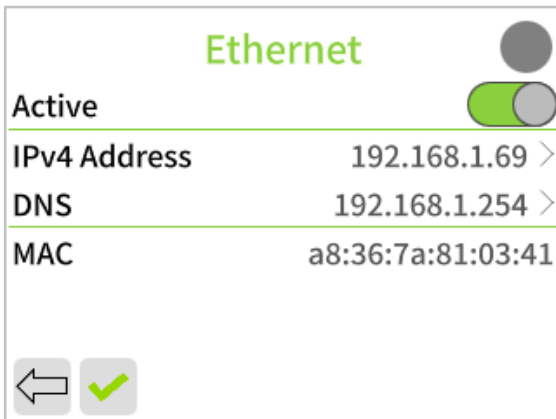 Ethernet
Active
IPv4 Address 192.168.1.69
DNS 192.168.1.254
MAC a8:36:7a:81:03:41